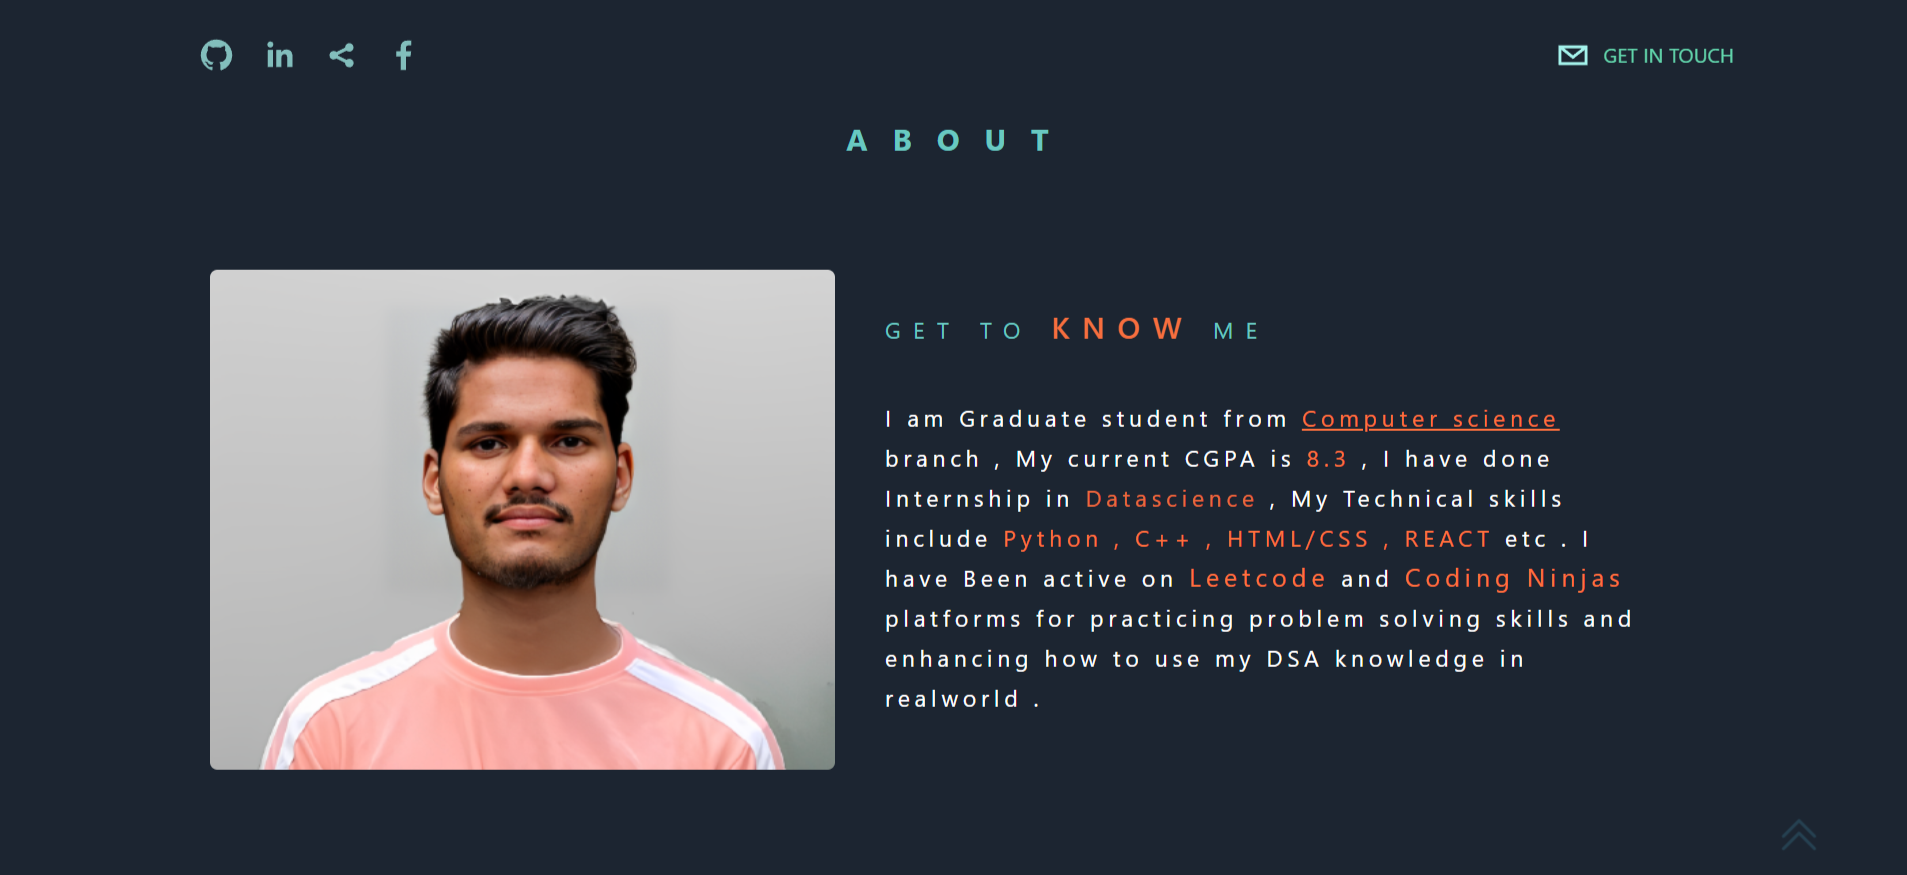 GET IN TOUCH
ABOUT
GET TO KNOW ME
I am Graduate student from Computer science
branch , My current CGPA is 8.3 , I have done
Internship in Datascience , My Technical skills
include Python , C++ , HTML/CSS , REACT etc . I
have Been active on Leetcode and Coding Ninjas
platforms for practicing problem solving skills and
enhancing how to use my DSA knowledge in
realworld .